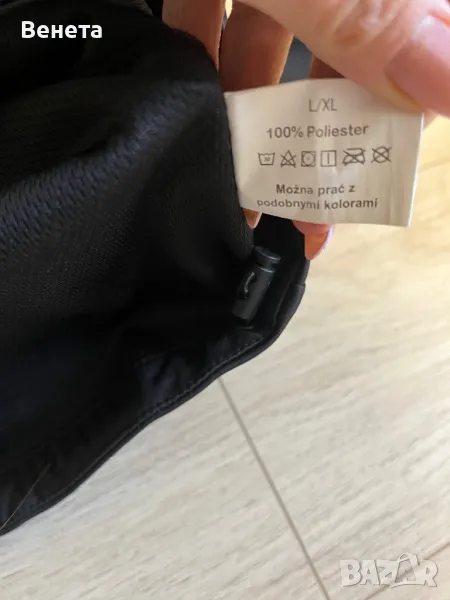 Венета
L/XL
100% Poliester
Można prać z
podobnymi kolorami
BAZAR